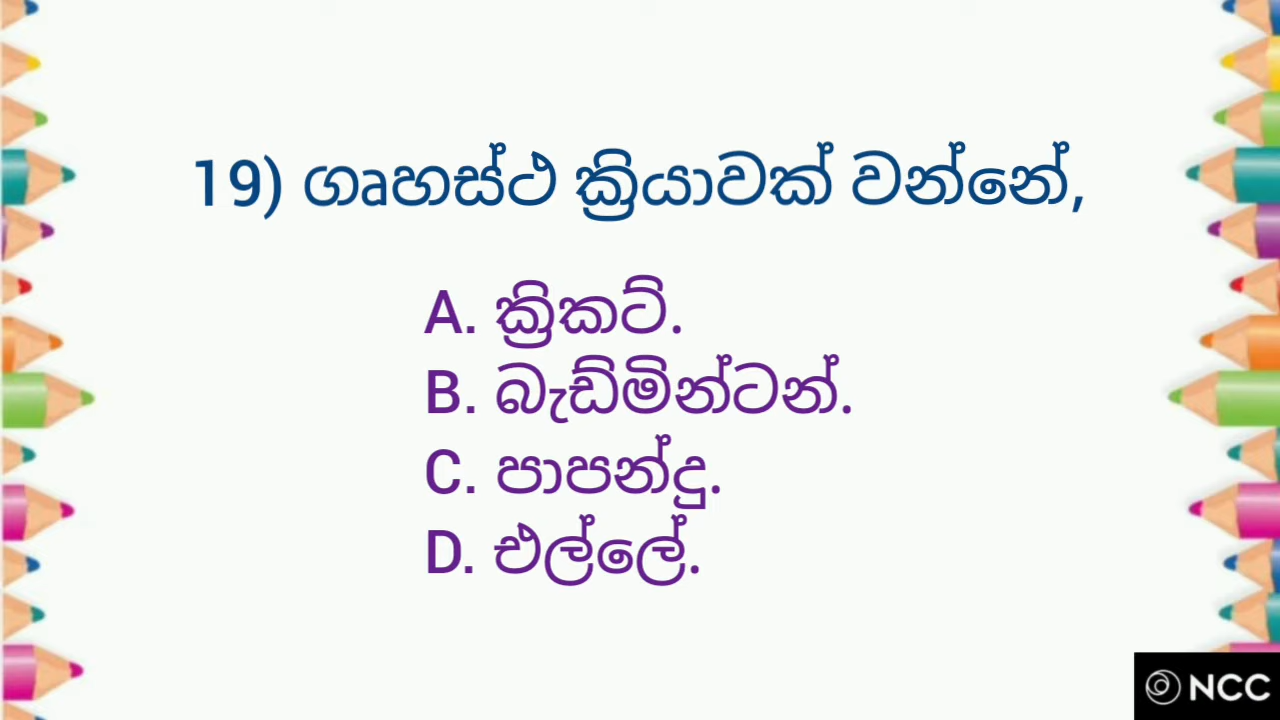 19) ගෘහස්ථ ක්‍රියාවක් වන්නේ,
A. ක්‍රිකට්.
B. බැඩ්මින්ටන්.
C. පාපන්දු.
D. එල්ලේ.
NCC